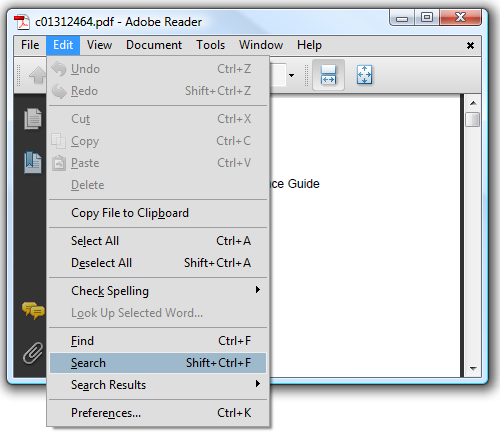 c01312464.pdf - Adobe Reader
File Edit View Document Tools Window Help
Undo Ctrl+Z
Redo Shift+Ctrl+Z
Cut Ctrl+X
Copy Ctrl+C
Paste Ctrl+V
Delete
Guide
Copy File to Clipboard
Select All Ctrl+A
Deselect All Shift+Ctrl+A
Check Spelling
Look Up Selected Word...
Find Ctrl+F
Search Shift+Ctrl+F
Search Results
Preferences... Ctrl+K